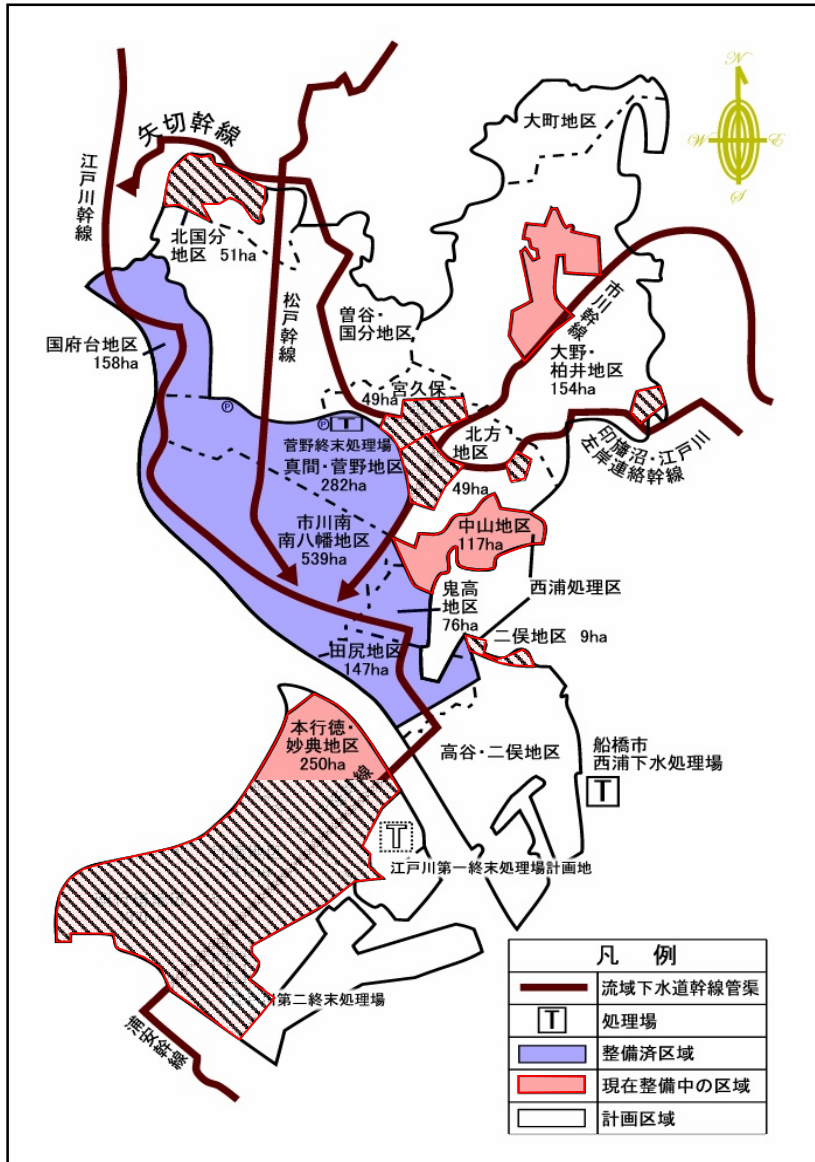 N
W
E
S
大町地区
矢切幹線
江戸川幹線
北国分
地区 51ha
松戸幹線
曽谷・
国分地区
市川幹線
国府台地区
158ha
大野・
柏井地区
154ha
宮久保
49ha
P
P
T
菅野終末処理場
北方
地区
49ha
印旛沼・江戸川
左岸連絡幹線
真間・菅野地区
282ha
市川南
南八幡地区
539ha
中山地区
117ha
鬼高
地区
76ha
西浦処理区
二俣地区 9ha
田尻地区
147ha
本行徳・
妙典地区
250ha
線
高谷・二俣地区
船橋市
西浦下水処理場
T
T
江戸川第一終末処理場計画地
川第二終末処理場
浦安幹線
凡 例
流域下水道幹線管渠
T 処理場
整備済区域
現在整備中の区域
計画区域